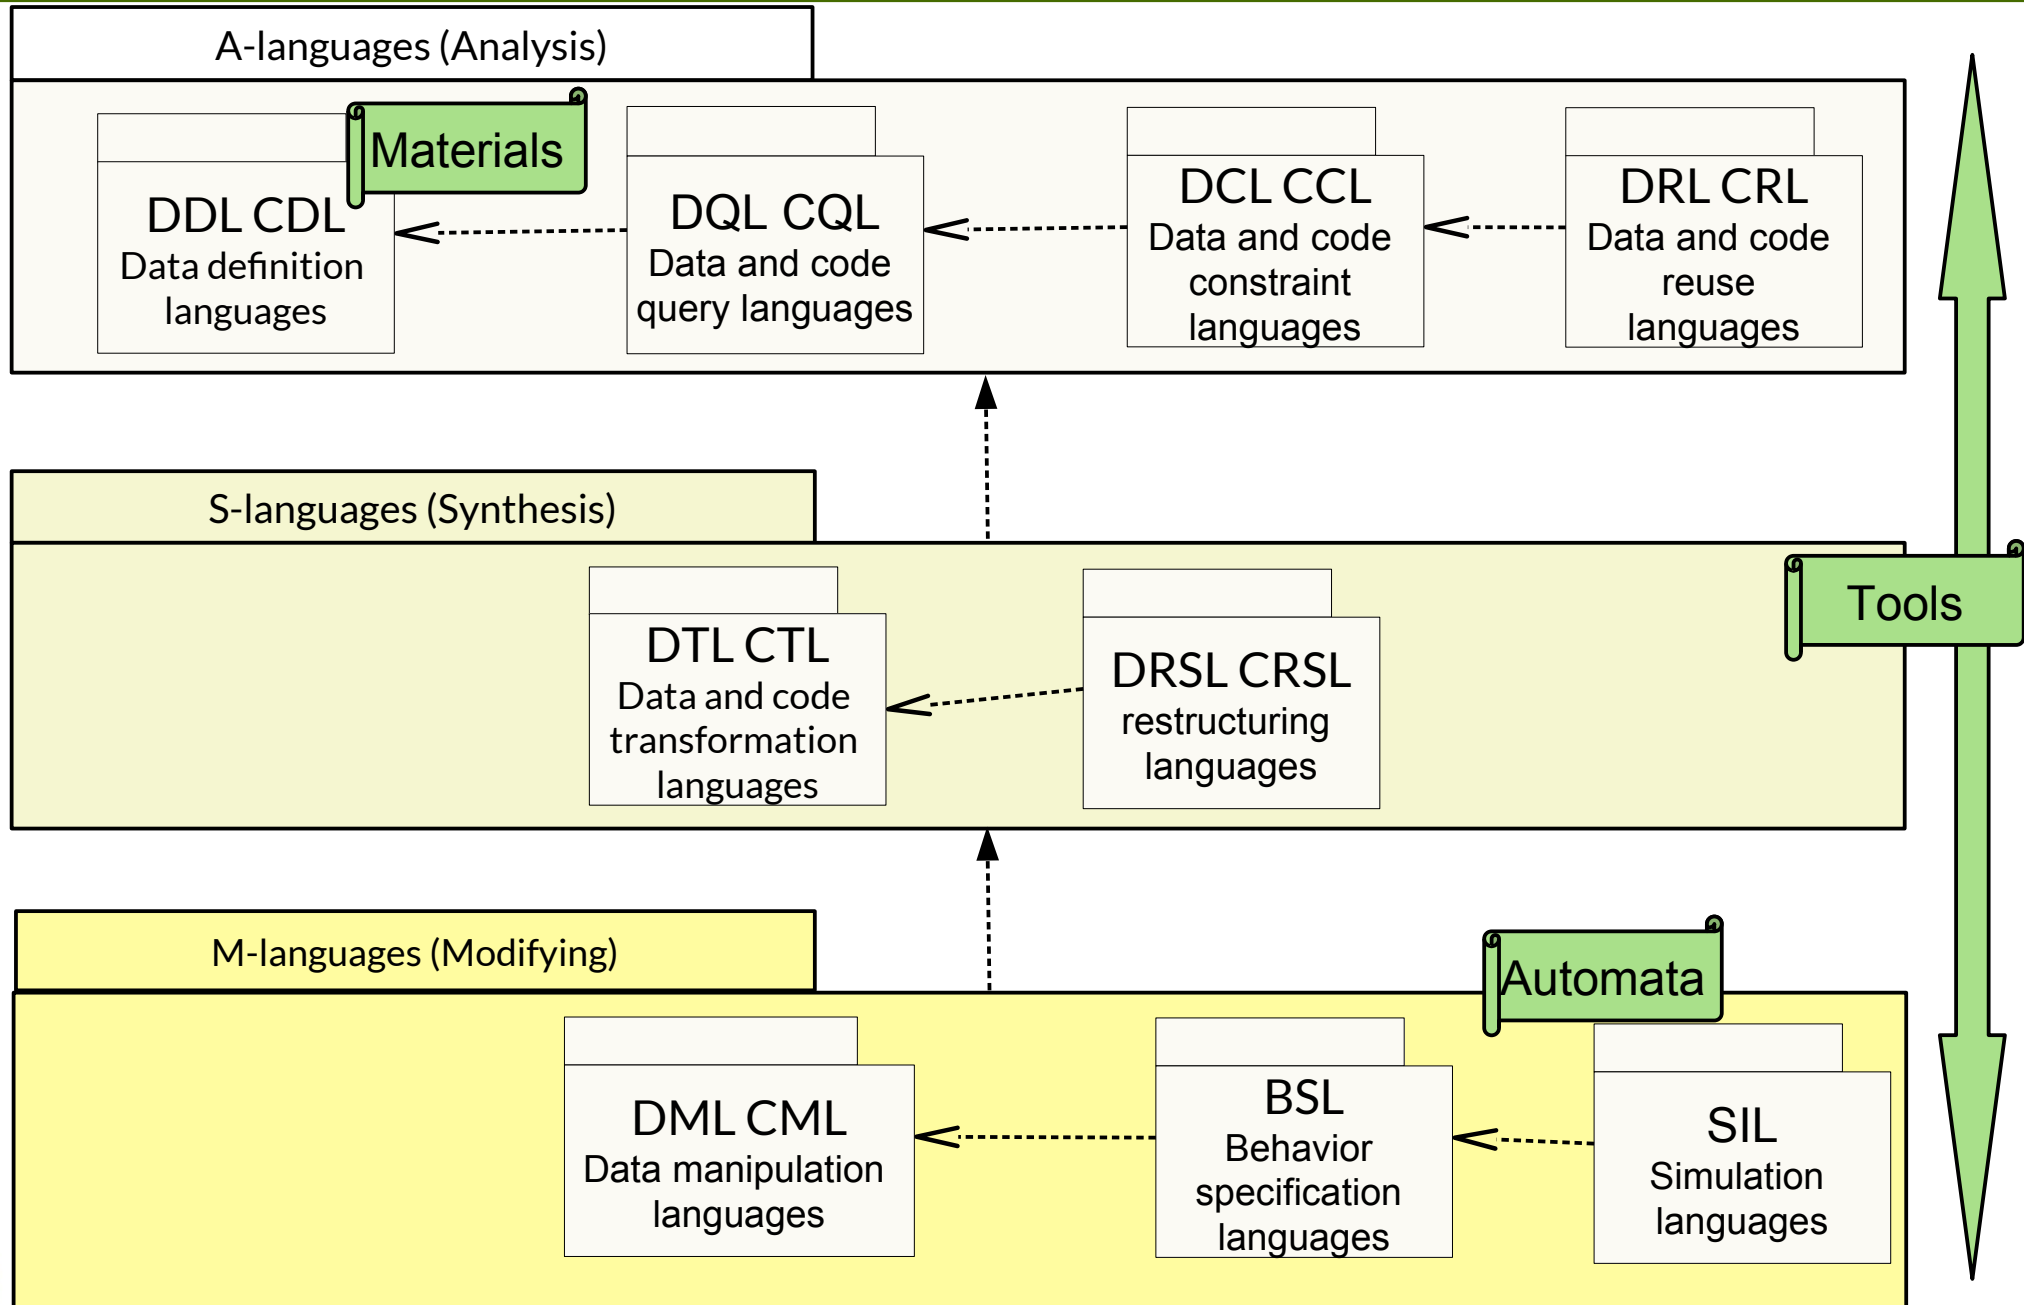 A-languages (Analysis)
Materials
DDL CDL
Data definition
languages
DQL CQL
Data and code
query languages
DCL CCL
Data and code
constraint
languages
DRL CRL
Data and code
reuse
languages
S-languages (Synthesis)
Tools
DTL CTL
Data and code
transformation
languages
DRSL CRSL
restructuring
languages
M-languages (Modifying)
Automata
DML CML
Data manipulation
languages
BSL
Behavior
specification
languages
SIL
Simulation
languages